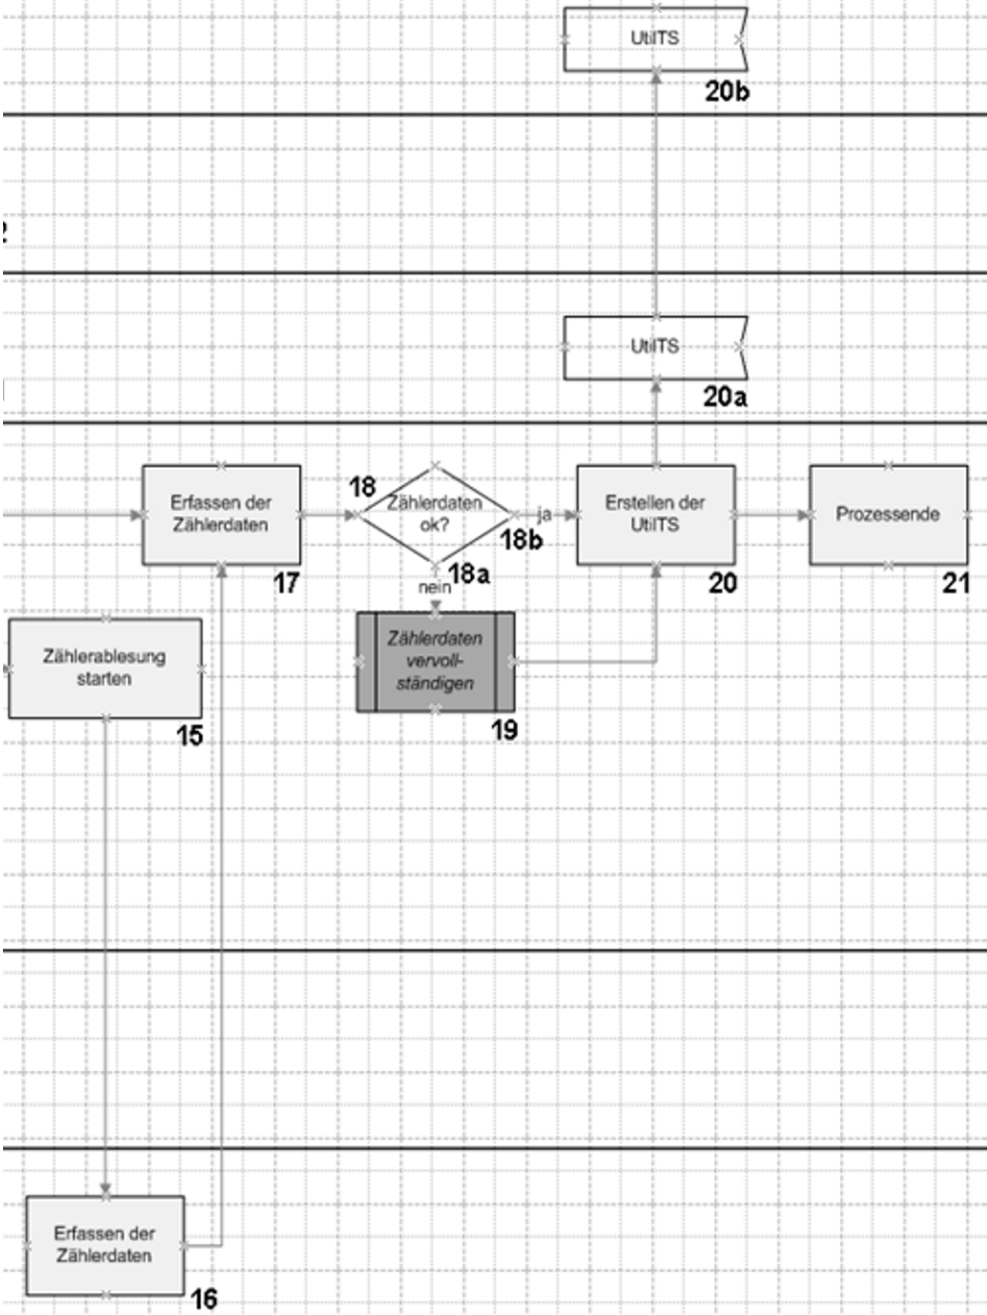 UtilTS
20b
UtilTS
20a
Erfassen der
Zählerdaten
17
18
Zählerdaten
ok?
18b
ja
18a
nein
Erstellen der
UtilTS
20
Prozessende
21
Zählerablesung
starten
15
Zählerdaten
vervoll-
ständigen
19
Erfassen der
Zählerdaten
16